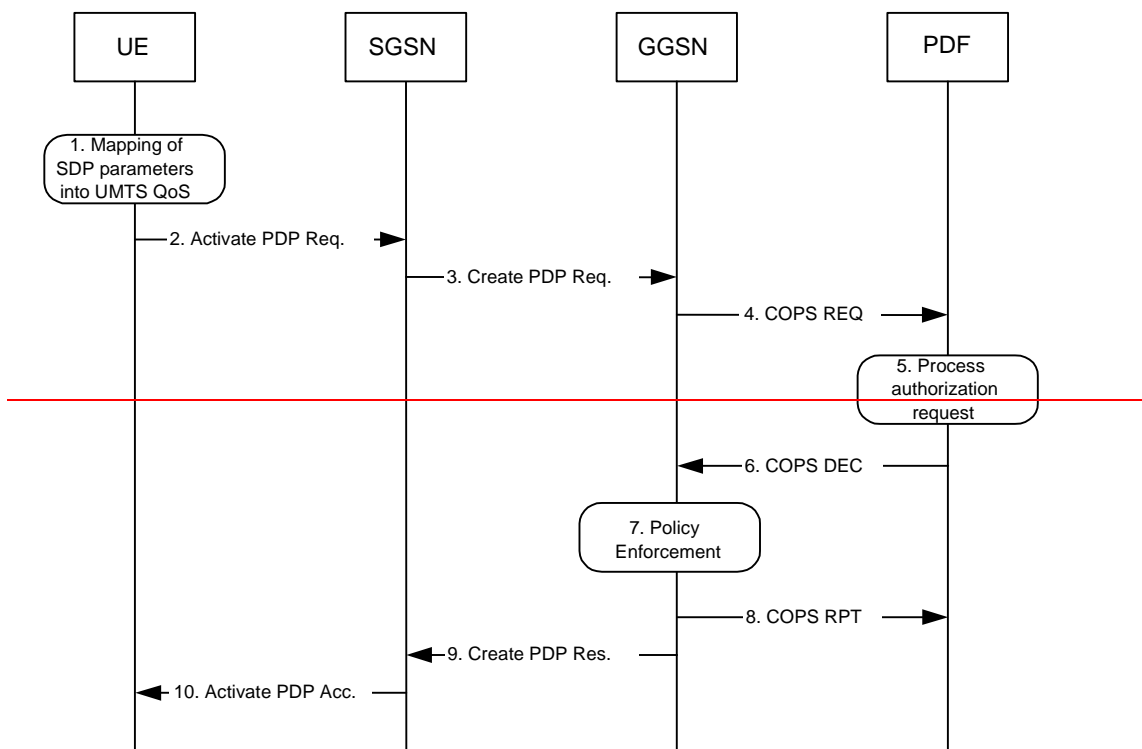 UE
SGSN
GGSN
PDF
1. Mapping of
SDP parameters
into UMTS QoS
2. Activate PDP Req.
3. Create PDP Req.
4. COPS REQ
5. Process
authorization
request
6. COPS DEC
7. Policy
Enforcement
8. COPS RPT
9. Create PDP Res.
10. Activate PDP Acc.